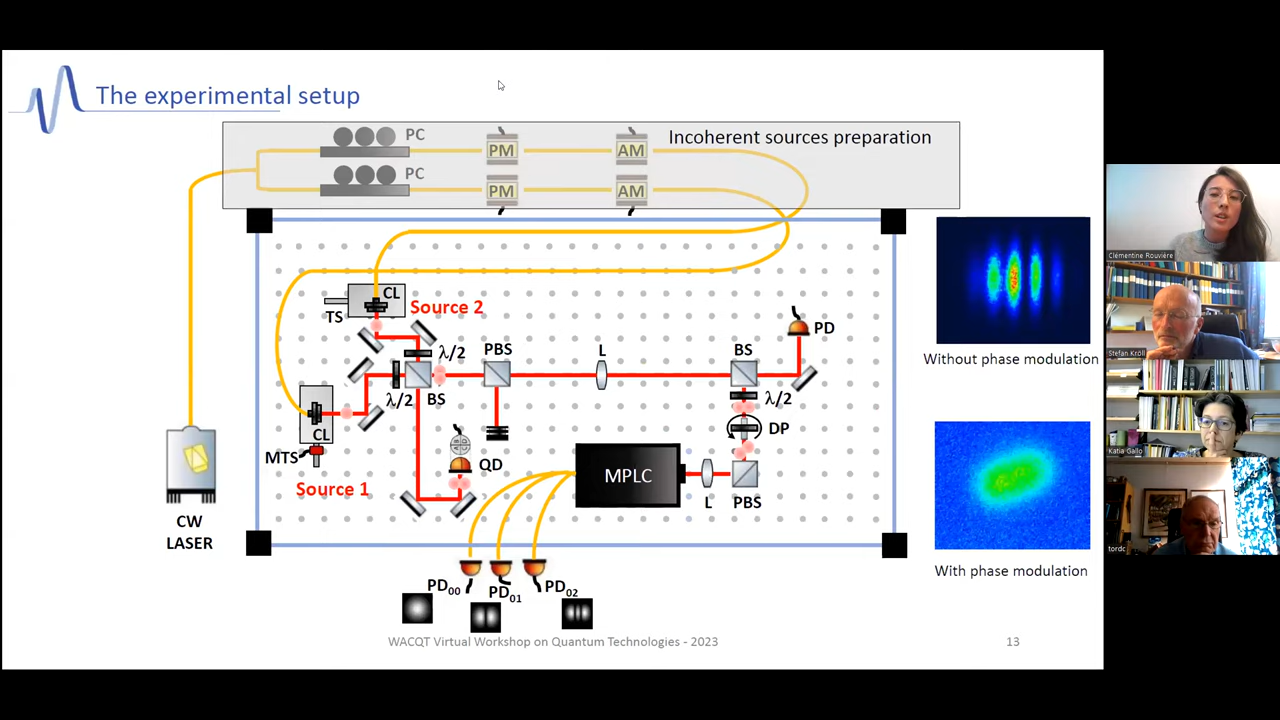 The experimental setup
PC
PM
AM
Incoherent sources preparation
PC
PM
AM
CL
TS
Source 2
λ/2
PBS
L
BS
PD
λ/2
BS
λ/2
CL
MTS
Source 1
QD
MPLC
DP
L
PBS
CW
LASER
PD00
PD01
PD02
Without phase modulation
With phase modulation
WACQT Virtual Workshop on Quantum Technologies - 2023
13
Clémentine Rouvière
Stefan Kröll
Katia Gallo
tordc